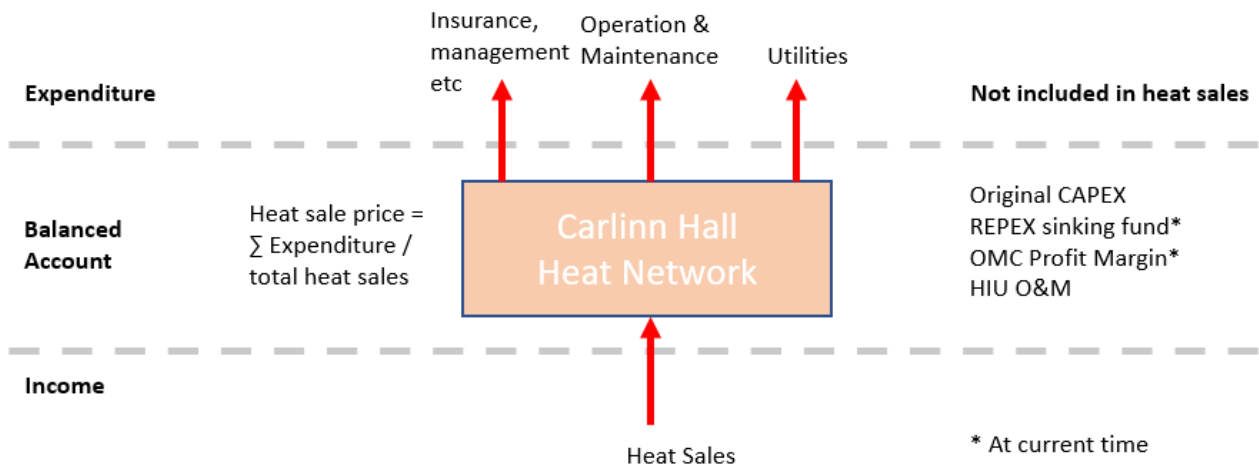 Insurance,
management
etc
Operation &
Maintenance
Utilities
Expenditure
Not included in heat sales
Balanced
Account
Heat sale price =
∑ Expenditure /
total heat sales
Carlinn Hall
Heat Network
Original CAPEX
REPEX sinking fund*
OMC Profit Margin*
HIU O&M
Income
Heat Sales
* At current time